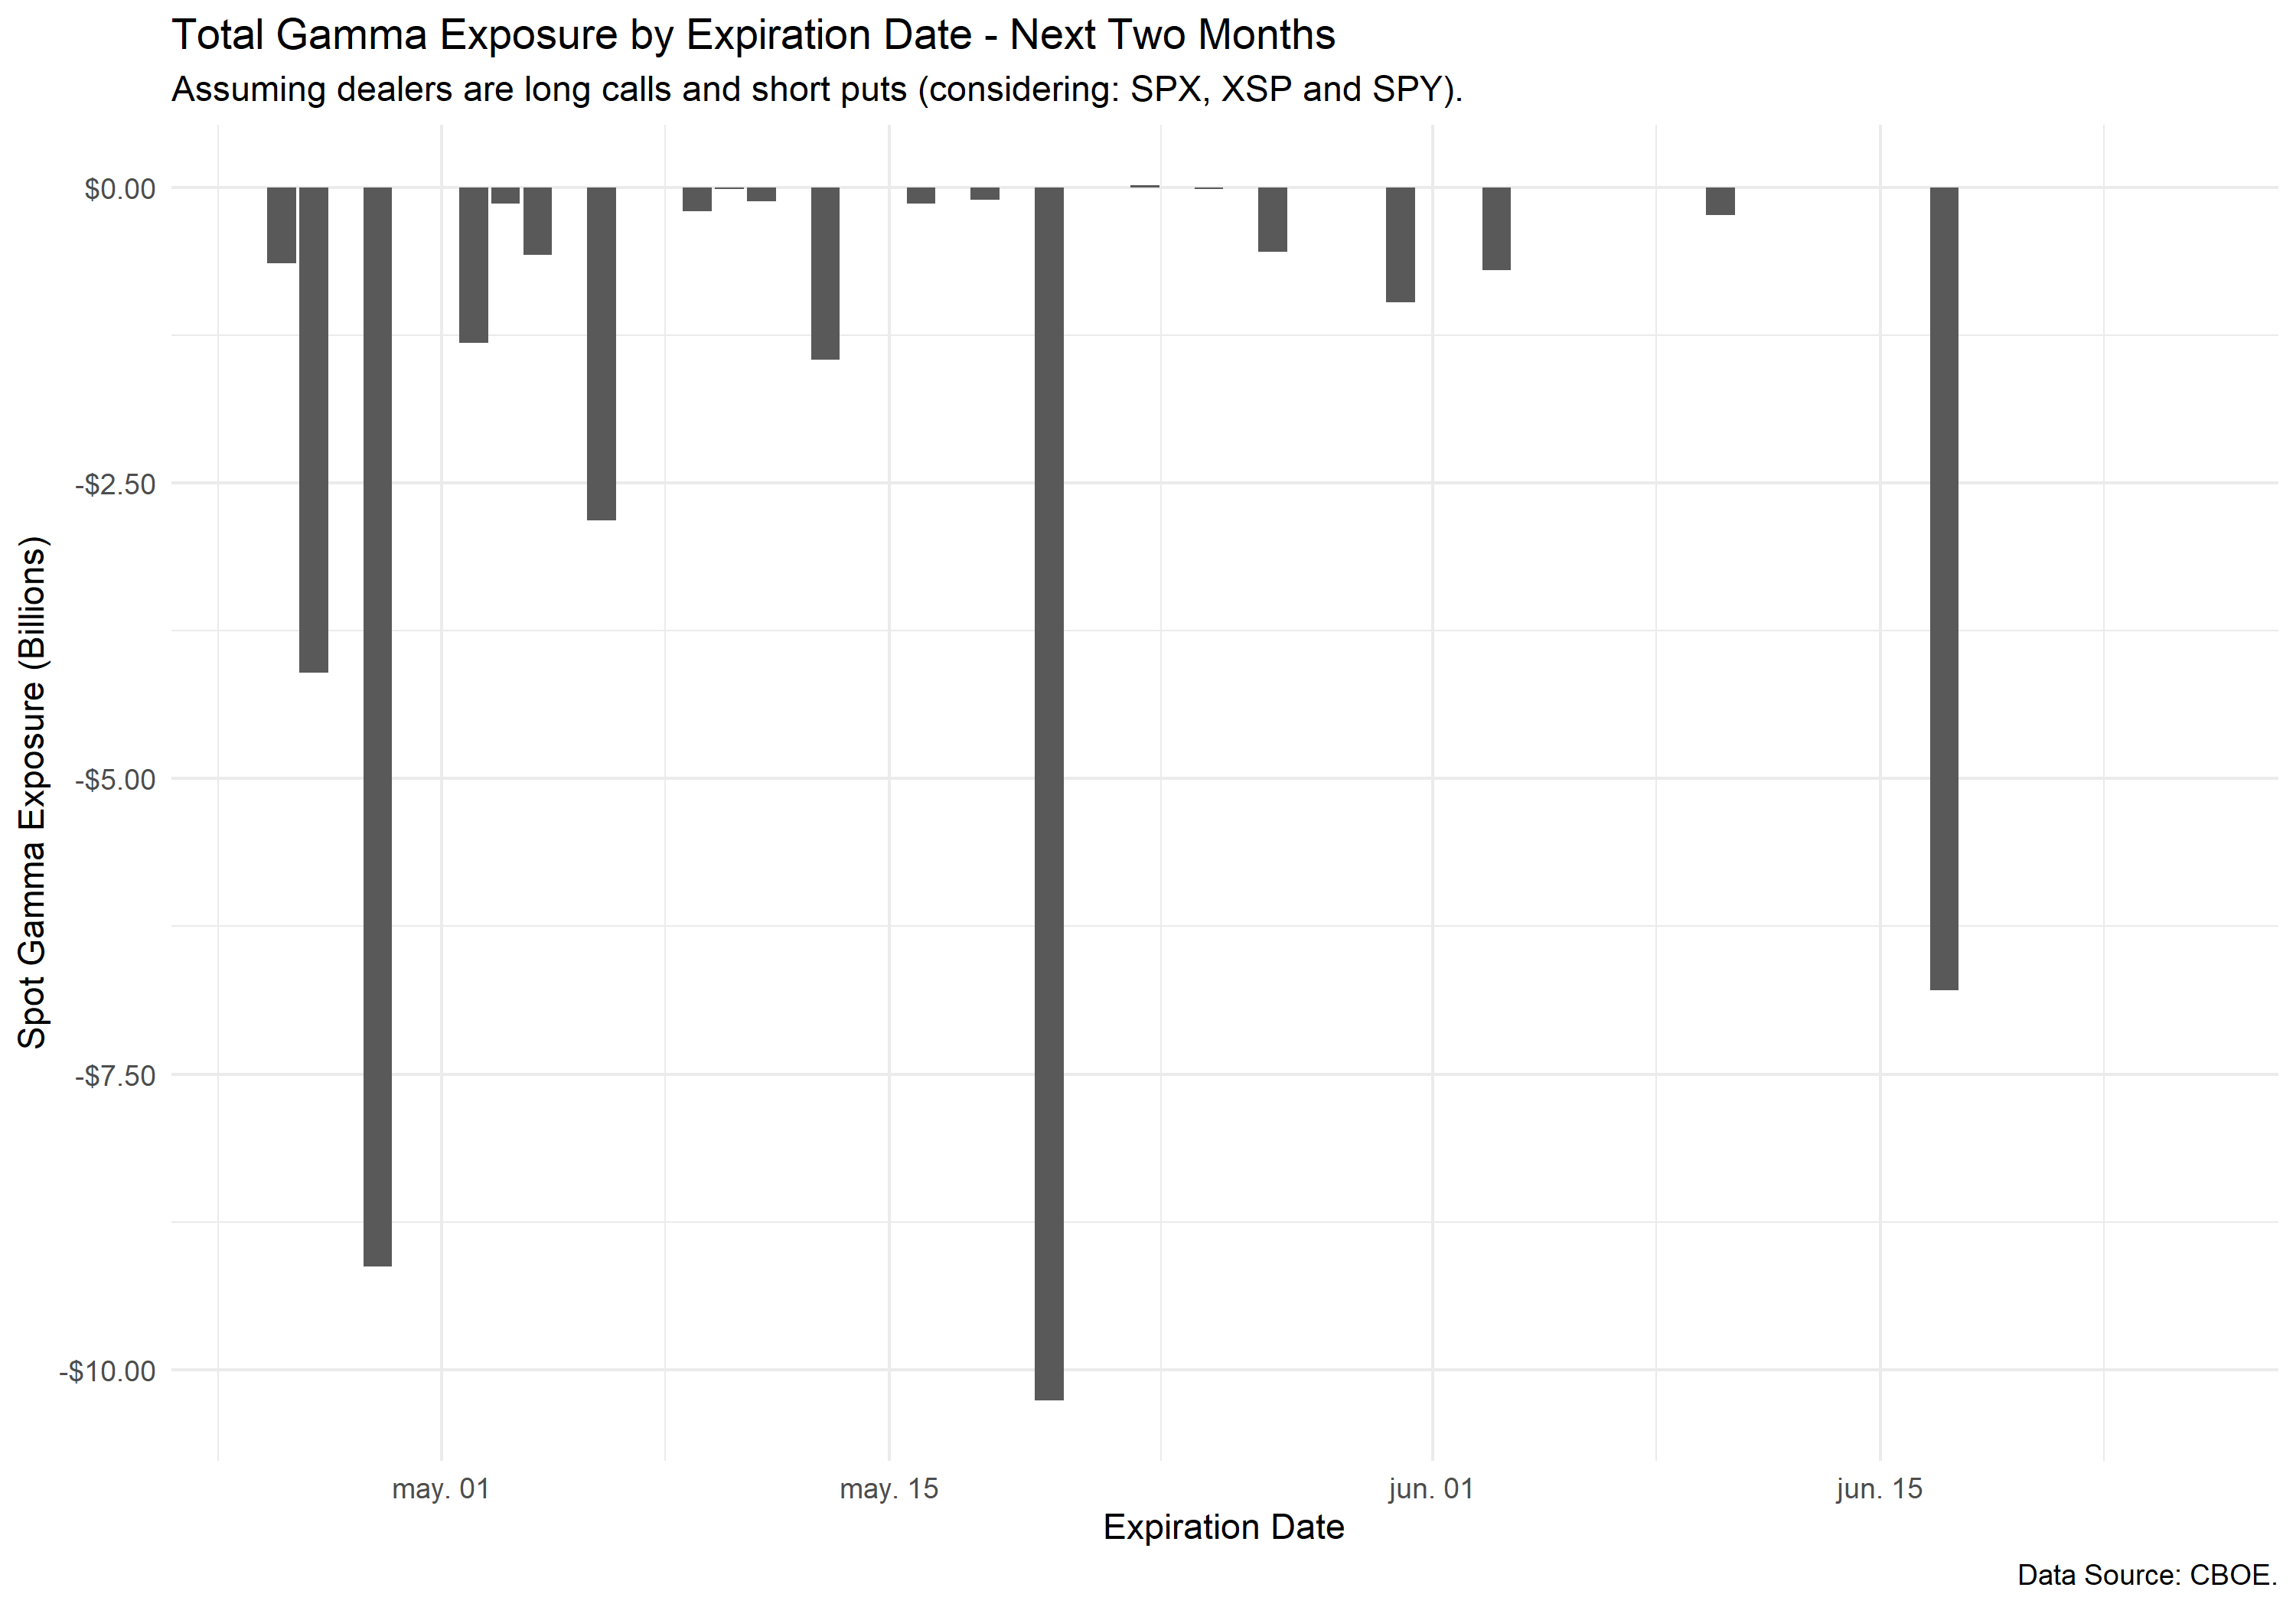 Total Gamma Exposure by Expiration Date - Next Two Months
Assuming dealers are long calls and short puts (considering: SPX, XSP and SPY).
Spot Gamma Exposure (Billions)
$0.00
-$2.50
-$5.00
-$7.50
-$10.00
may. 01
may. 15
jun. 01
jun. 15
Expiration Date
Data Source: CBOE.